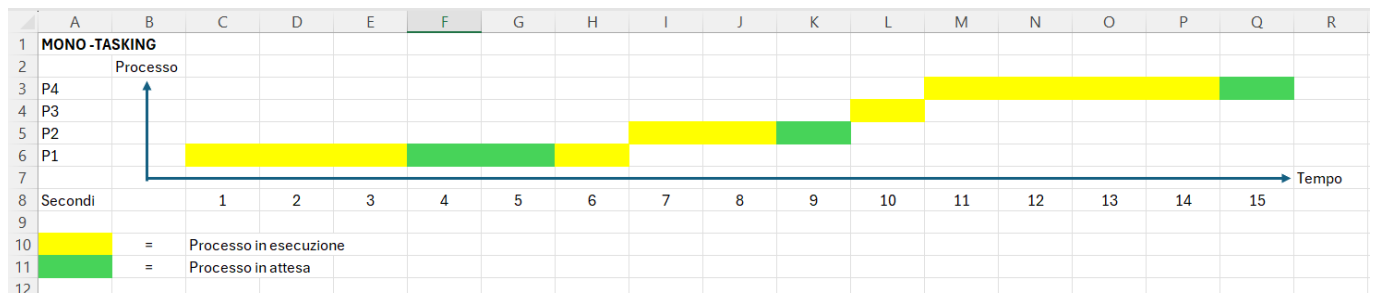 A B C D E F G H I J K L M N O P Q R
1 MONO -TASKING
2 Processo
3 P4
4 P3
5 P2
6 P1
7 Tempo
8 Secondi 1 2 3 4 5 6 7 8 9 10 11 12 13 14 15
9
10 = Processo in esecuzione
11 = Processo in attesa
12